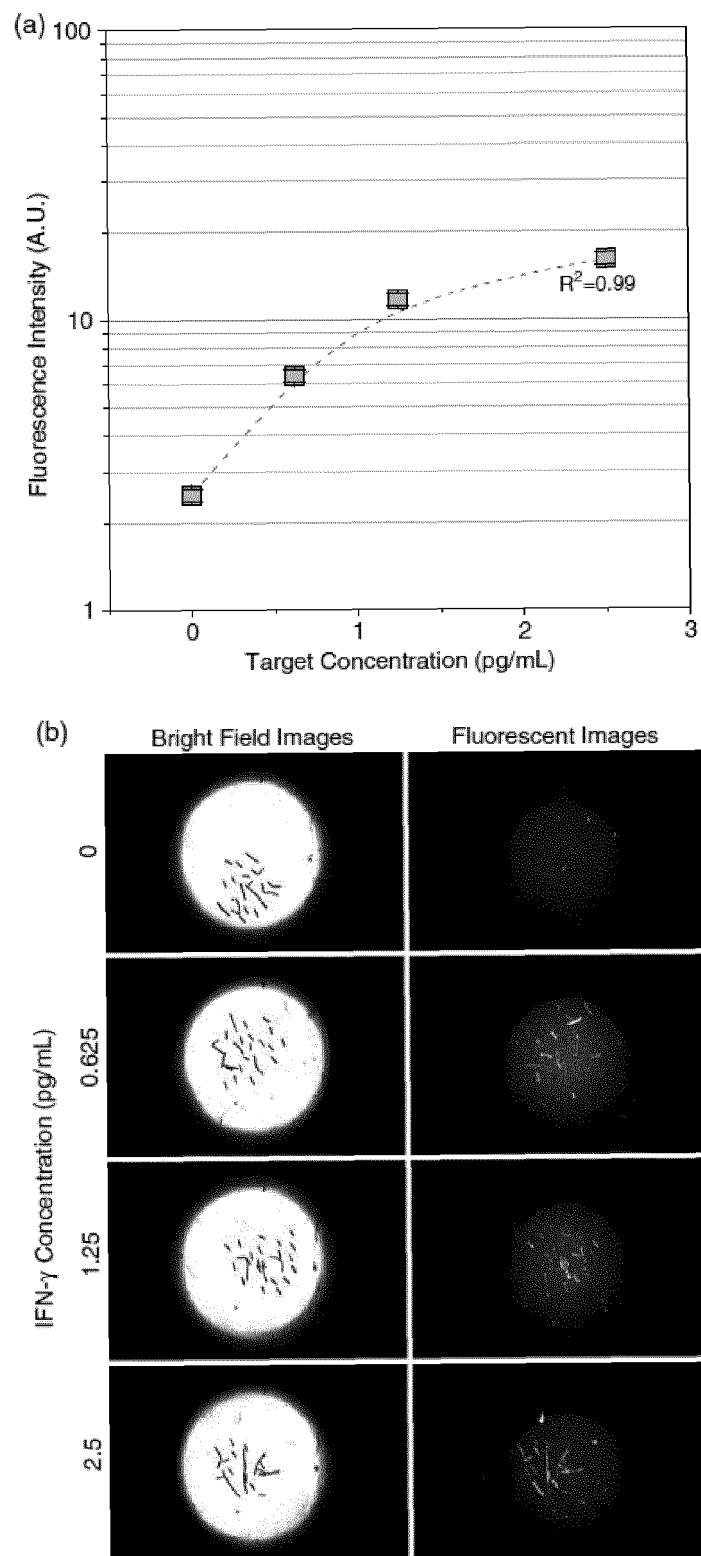 (a)
100
10
1
Fluorescence Intensity (A.U.)
R²=0.99
0 1 2 3
Target Concentration (pg/mL)
(b)
Bright Field Images Fluorescent Images
IFN-γ Concentration (pg/mL)
0
0.625
1.25
2.5